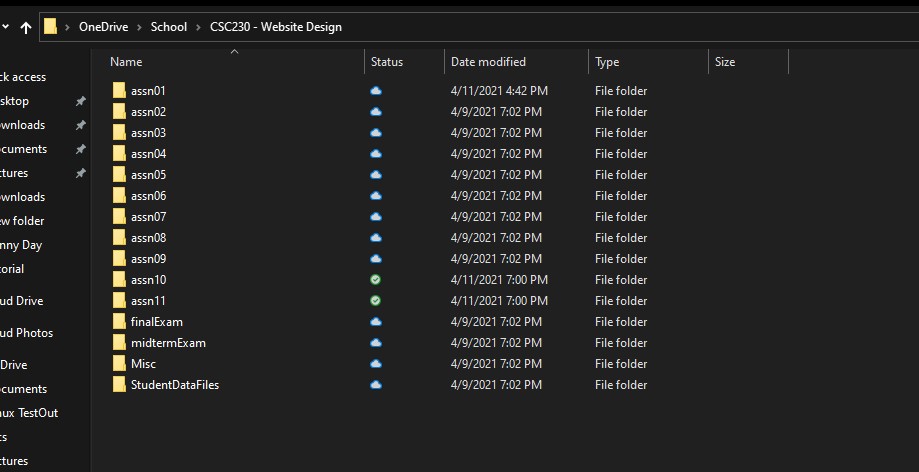 OneDrive > School > CSC230 - Website Design
Name Status Date modified Type Size
ck access
sktop
wnloads
cuments
ctures
wnloads
ew folder
nny Day
torial
ud Drive
ud Photos
Drive
cuments
nux TestOut
cs
ctures
assn01 4/11/2021 4:42 PM File folder
assn02 4/9/2021 7:02 PM File folder
assn03 4/9/2021 7:02 PM File folder
assn04 4/9/2021 7:02 PM File folder
assn05 4/9/2021 7:02 PM File folder
assn06 4/9/2021 7:02 PM File folder
assn07 4/9/2021 7:02 PM File folder
assn08 4/9/2021 7:02 PM File folder
assn09 4/9/2021 7:02 PM File folder
assn10 4/11/2021 7:00 PM File folder
assn11 4/11/2021 7:00 PM File folder
finalExam 4/9/2021 7:02 PM File folder
midtermExam 4/9/2021 7:02 PM File folder
Misc 4/9/2021 7:02 PM File folder
StudentDataFiles 4/9/2021 7:02 PM File folder